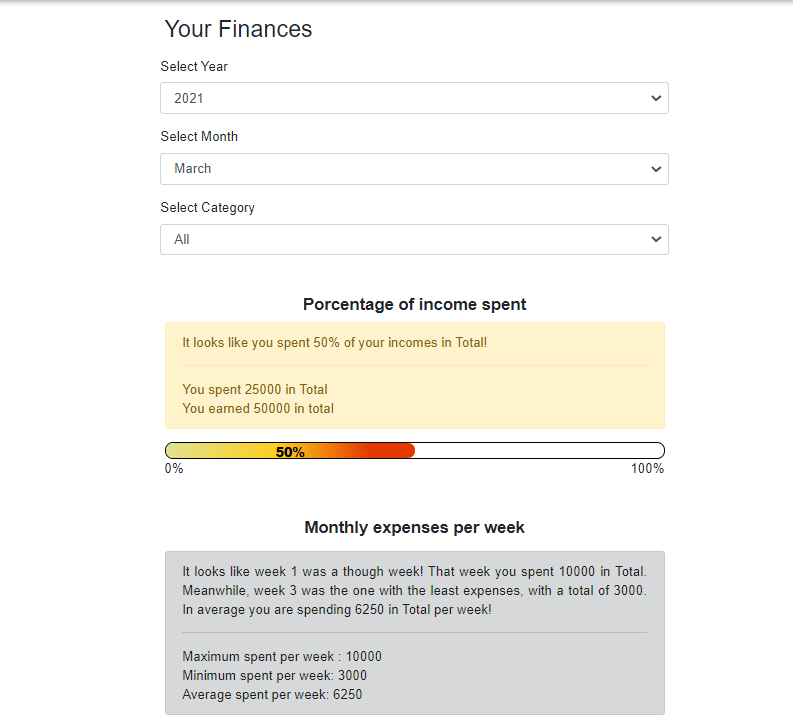 Your Finances
Select Year
2021
Select Month
March
Select Category
All
Porcentage of income spent
It looks like you spent 50% of your incomes in Total!
You spent 25000 in Total
You earned 50000 in total
50%
0% 100%
Monthly expenses per week
It looks like week 1 was a though week! That week you spent 10000 in Total.
Meanwhile, week 3 was the one with the least expenses, with a total of 3000.
In average you are spending 6250 in Total per week!
Maximum spent per week : 10000
Minimum spent per week: 3000
Average spent per week: 6250